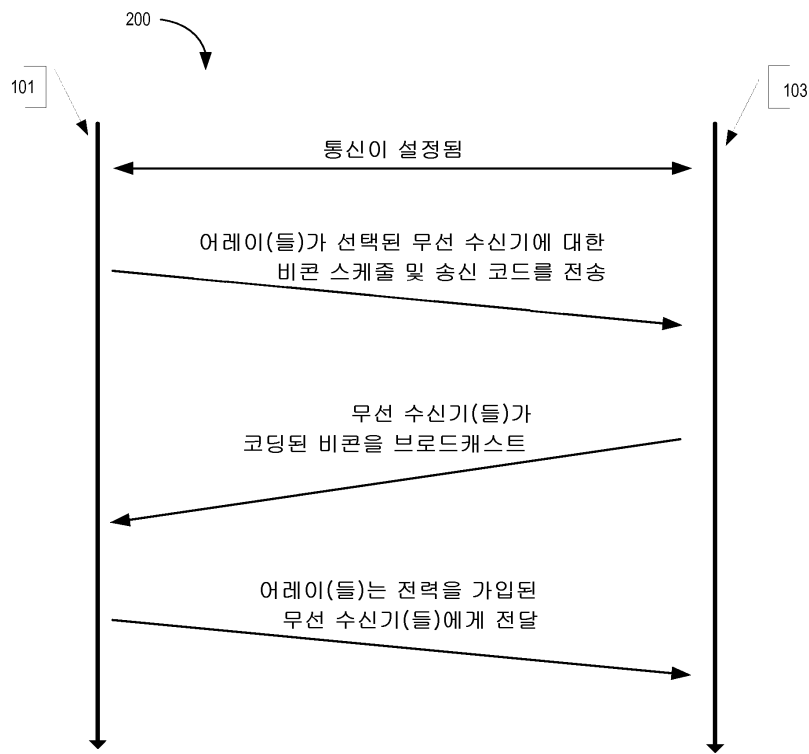 200
101
103
통신이 설정됨
어레이(들)가 선택된 무선 수신기에 대한
비콘 스케줄 및 송신 코드를 전송
무선 수신기(들)가
코딩된 비콘을 브로드캐스트
어레이(들)는 전력을 가입된
무선 수신기(들)에게 전달